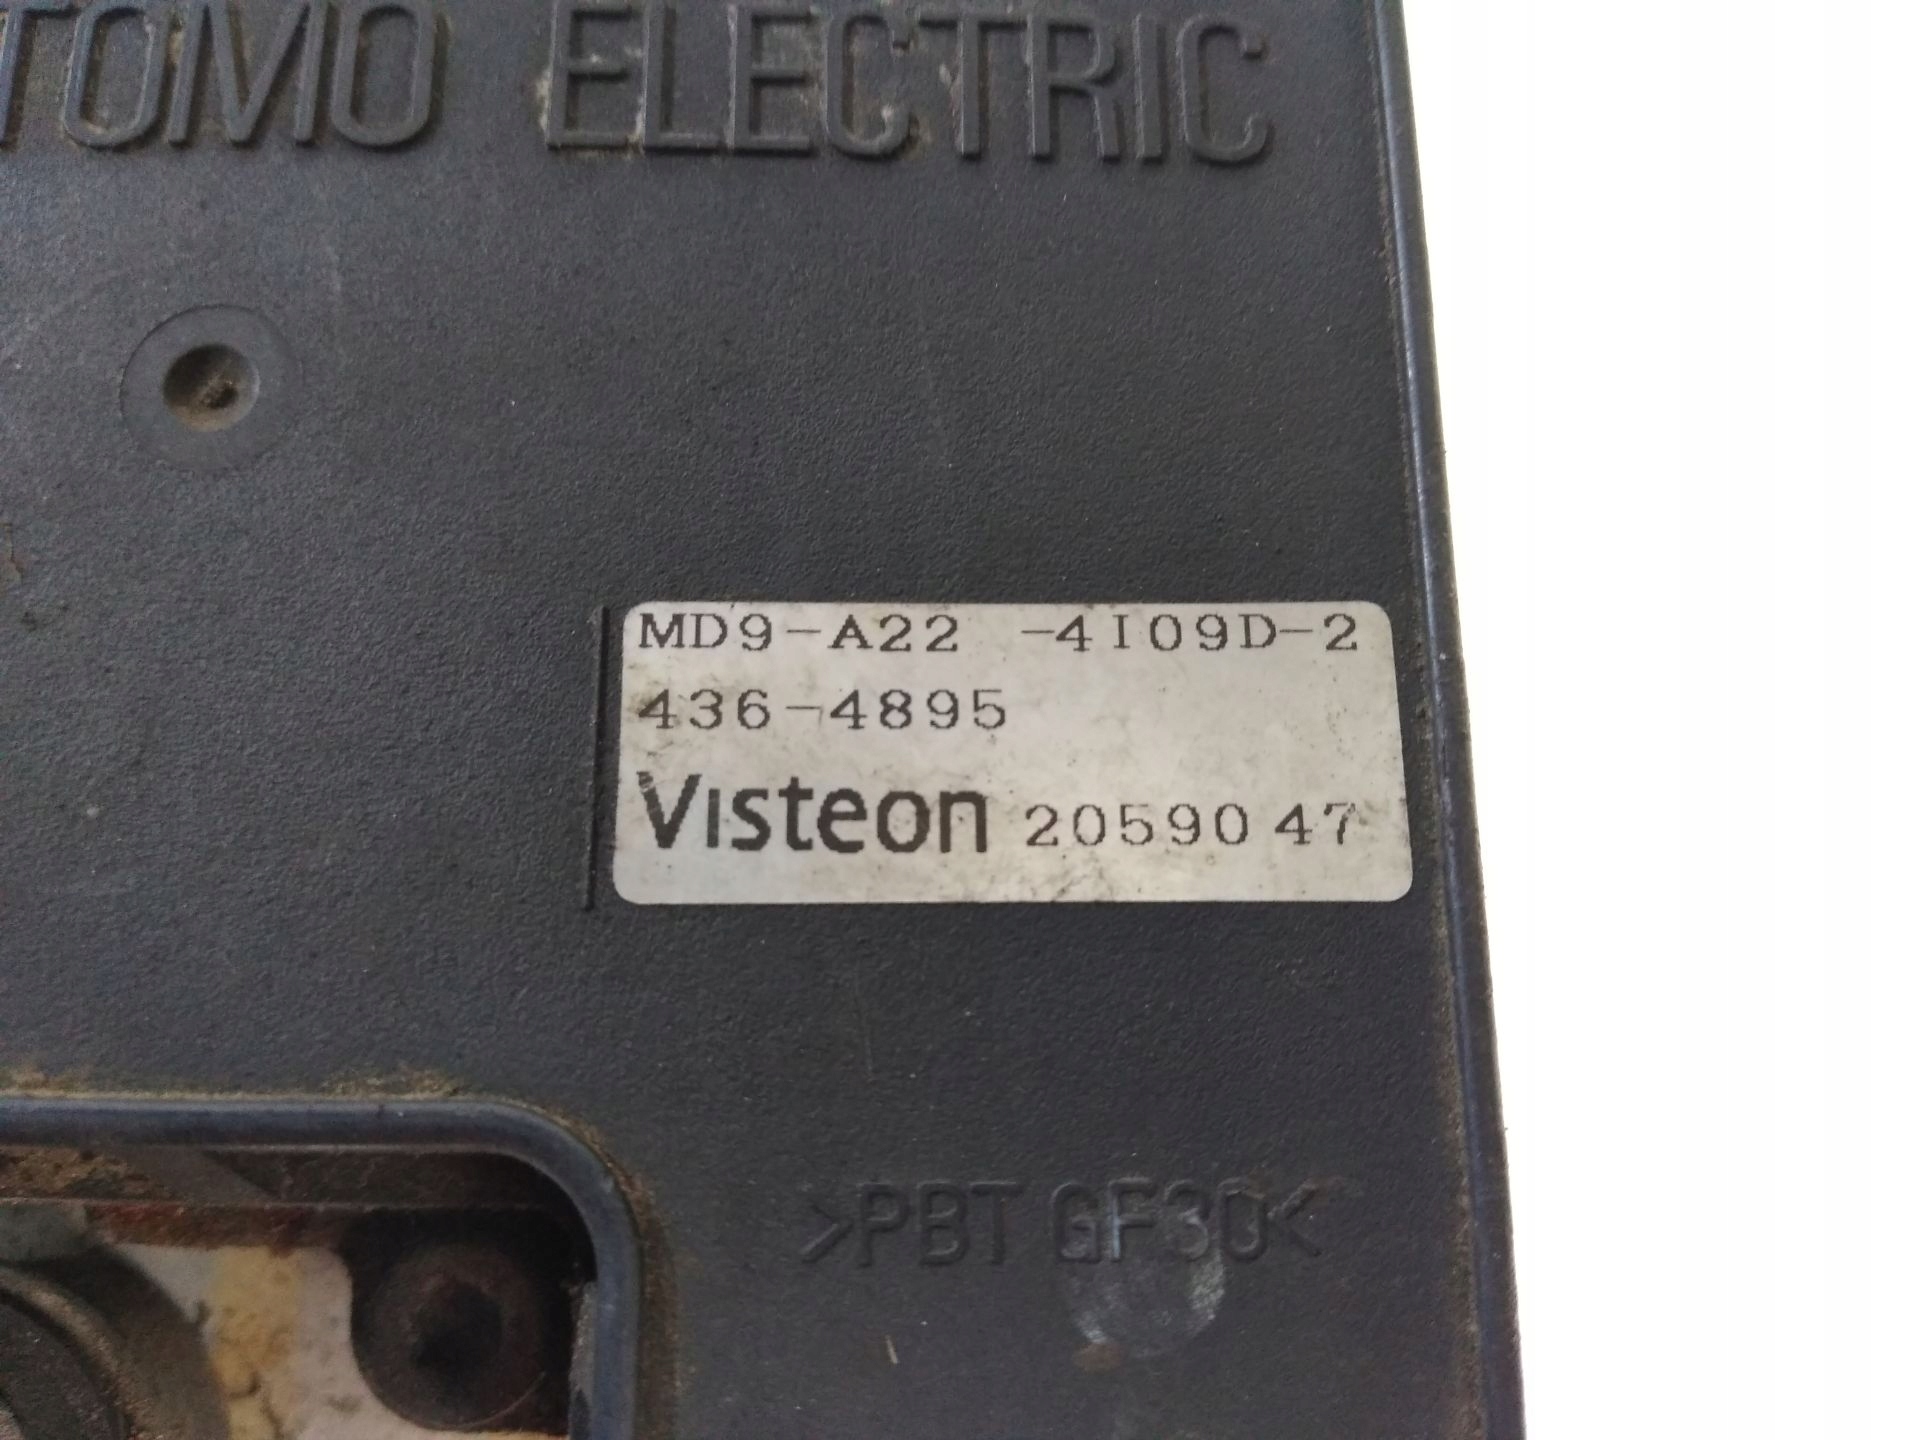 TOMO ELECTRIC
MD9-A22 -4I09D-2
436-4895
Visteon 2059047
>PBT GF30<